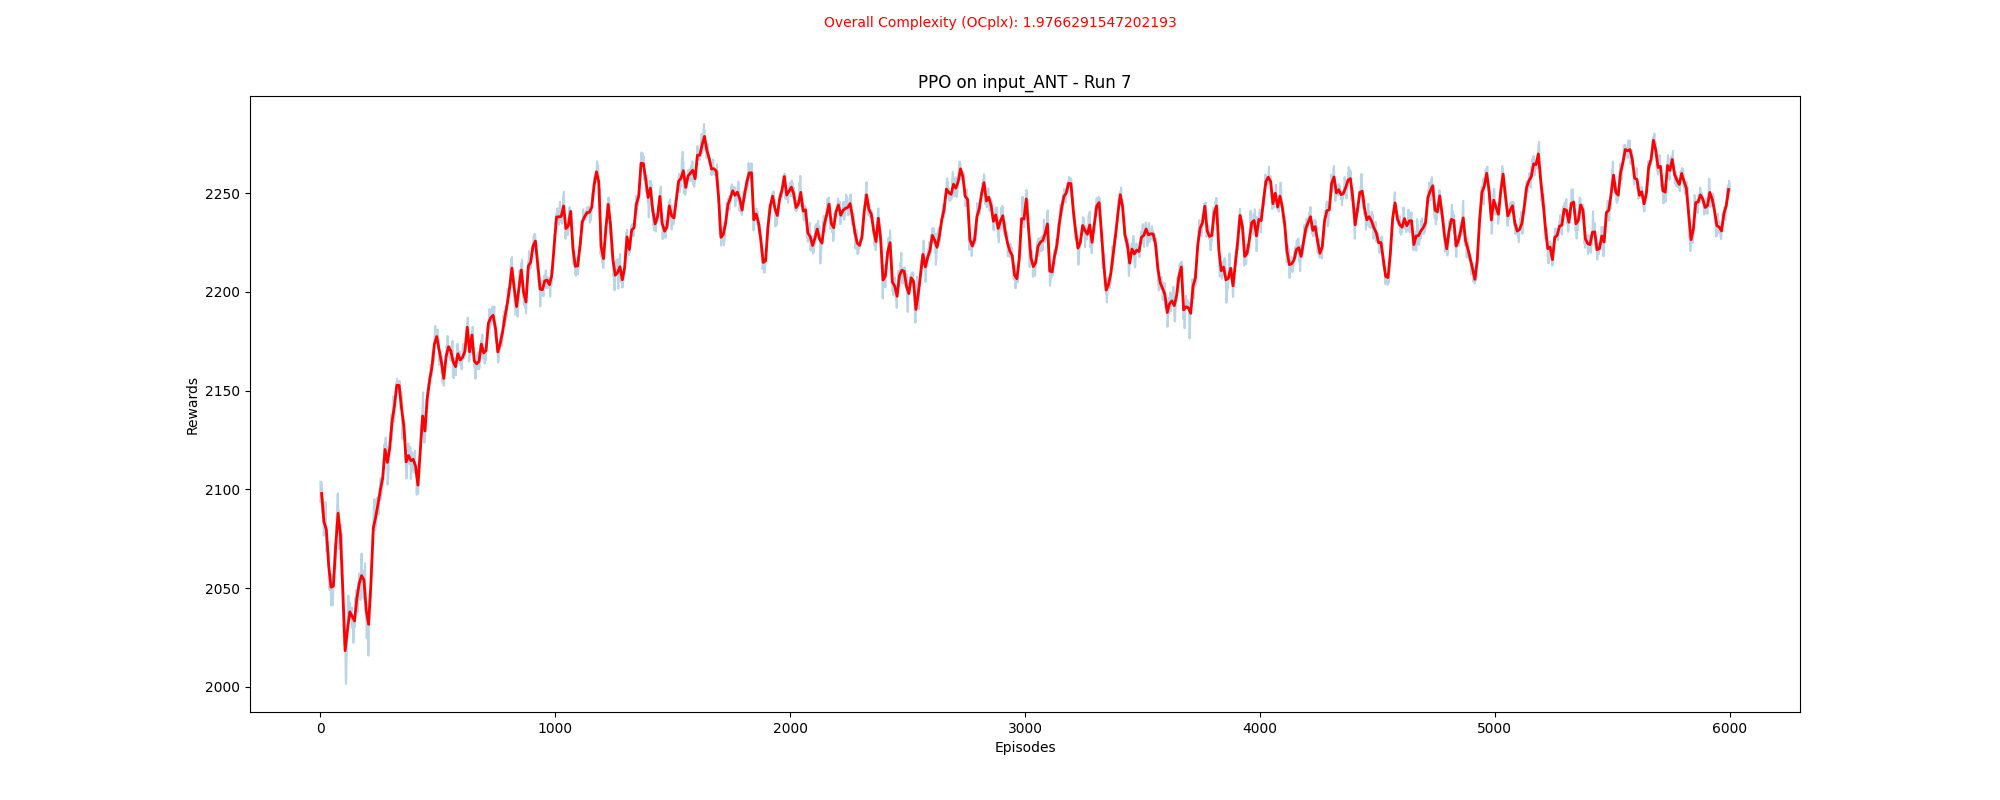 Overall Complexity (OCplx): 1.9766291547202193
PPO on input_ANT - Run 7
Rewards
2250
2200
2150
2100
2050
2000
0 1000 2000 3000 4000 5000 6000
Episodes